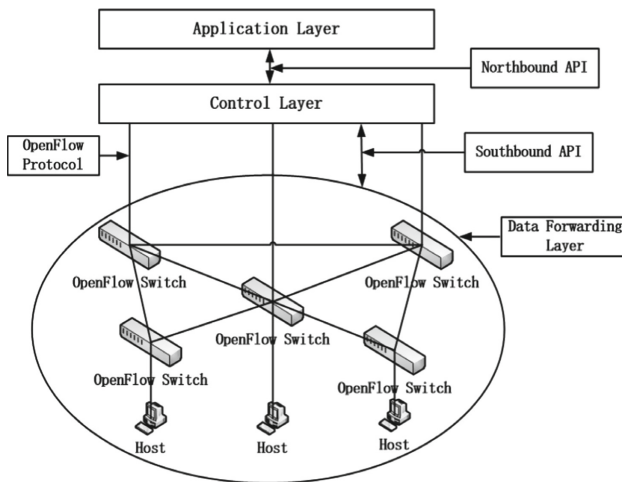 Application Layer
Northbound API
Control Layer
OpenFlow
Protocol
Southbound API
Data Forwarding
Layer
OpenFlow Switch
OpenFlow Switch
OpenFlow Switch
OpenFlow Switch
OpenFlow Switch
Host
Host
Host